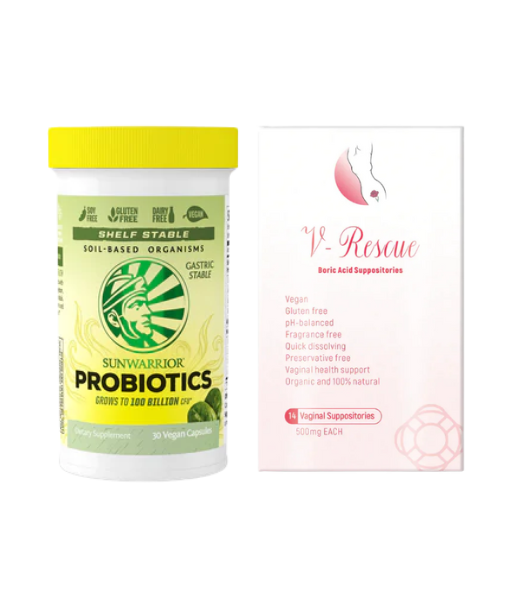 SOY FREE
GLUTEN FREE
DAIRY FREE
VEGAN
SHELF STABLE
SOIL-BASED ORGANISMS
GASTRIC STABLE
SUNWARRIOR
PROBIOTICS
GROWS TO 100 BILLION CFU*
Dietary Supplement
30 Vegan Capsules
V-Rescue
Boric Acid Suppositories
Vegan
Gluten free
pH-balanced
Fragrance free
Quick dissolving
Preservative free
Vaginal health support
Organic and 100% natural
14 Vaginal Suppositories
500mg EACH